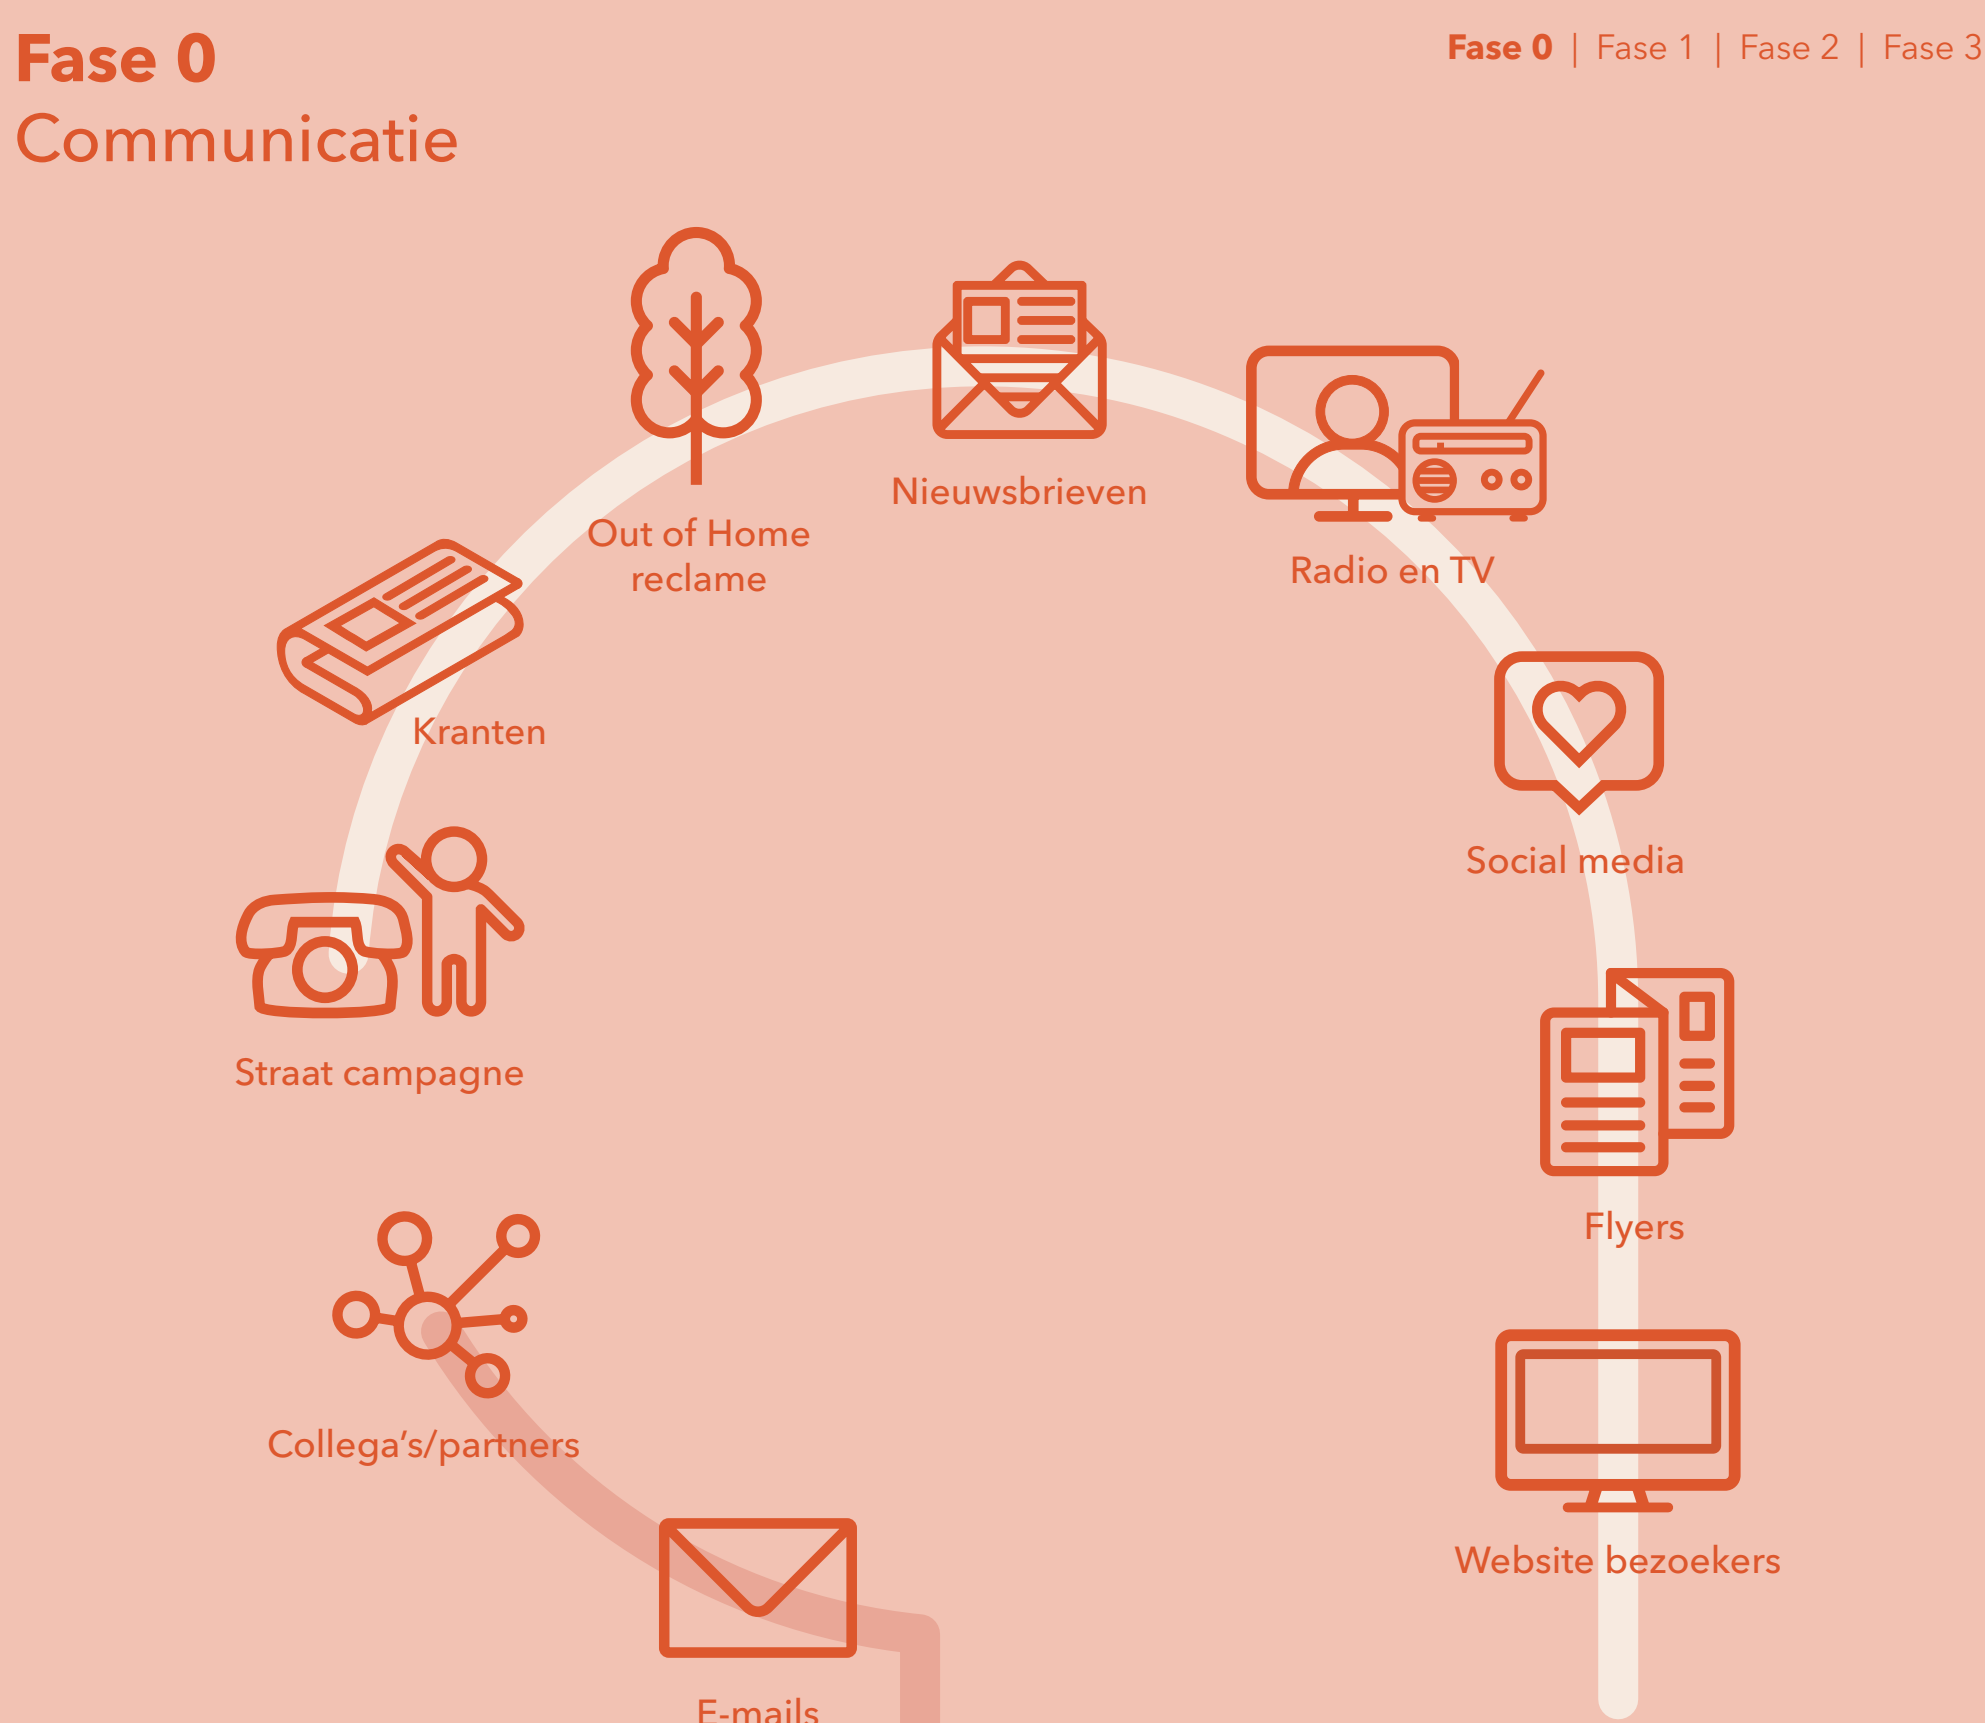 Fase 0
Communicatie
Fase 0 | Fase 1 | Fase 2 | Fase 3
Nieuwsbrieven
Out of Home
reclame
Radio en TV
Kranten
Social media
Straat campagne
Flyers
Collega’s/partners
Website bezoekers
E-mails